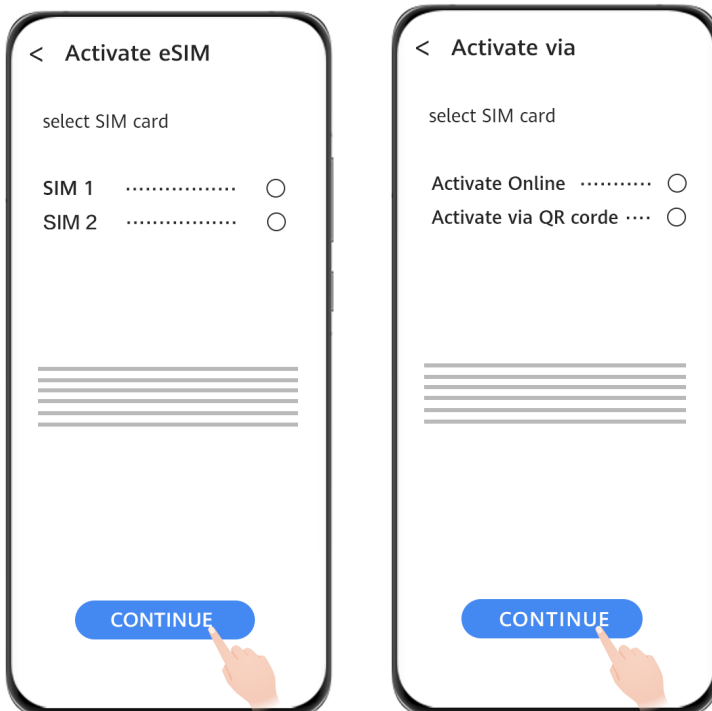 < Activate eSIM
select SIM card
SIM 1 .................
SIM 2 .................
CONTINUE
< Activate via
select SIM card
Activate Online ...........
Activate via QR corde ....
CONTINUE